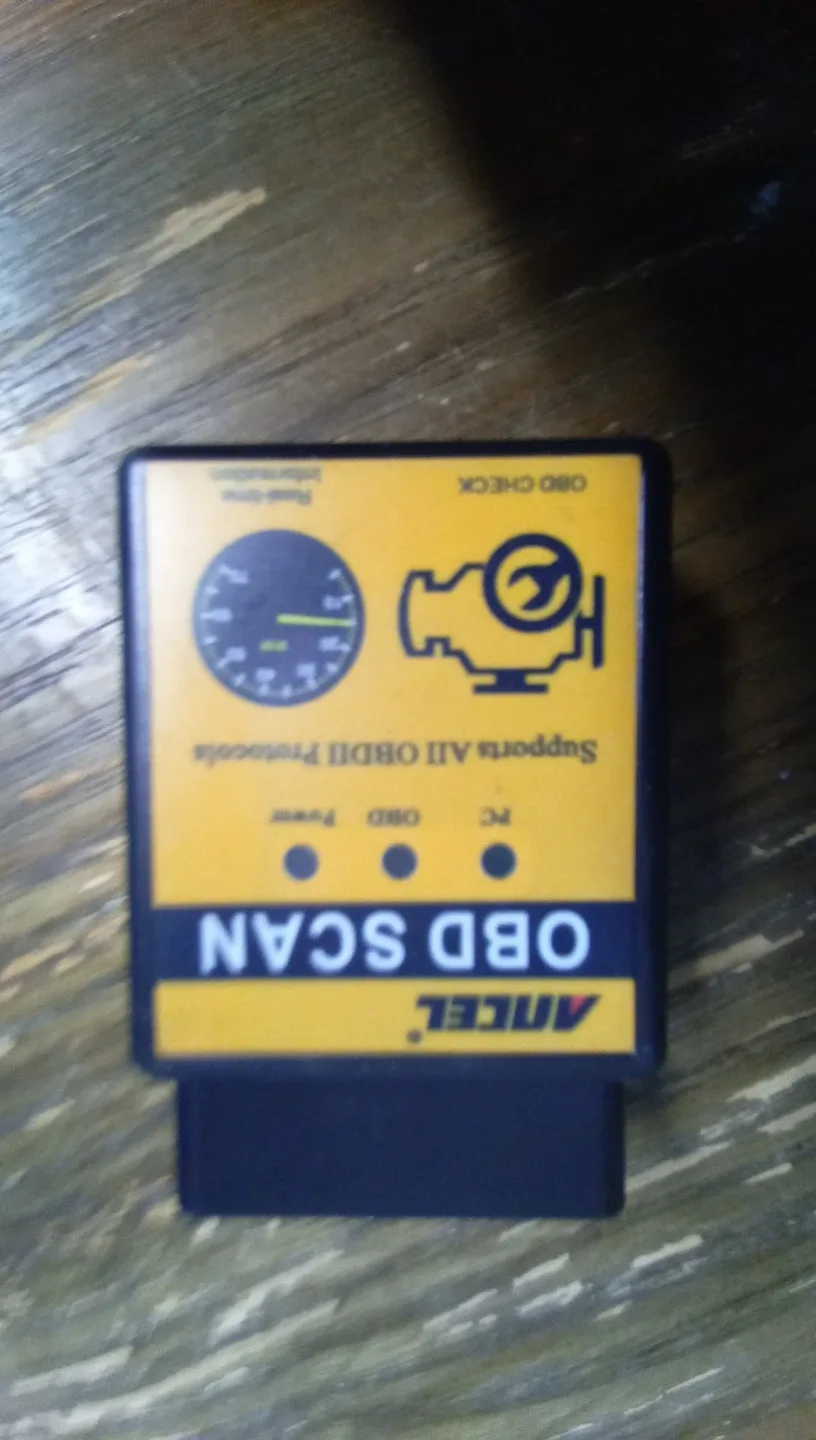 ANCEL®
OBD SCAN
PC OBD Power
Supports All OBDII Protocols
OBD CHECK
Real-time
Information